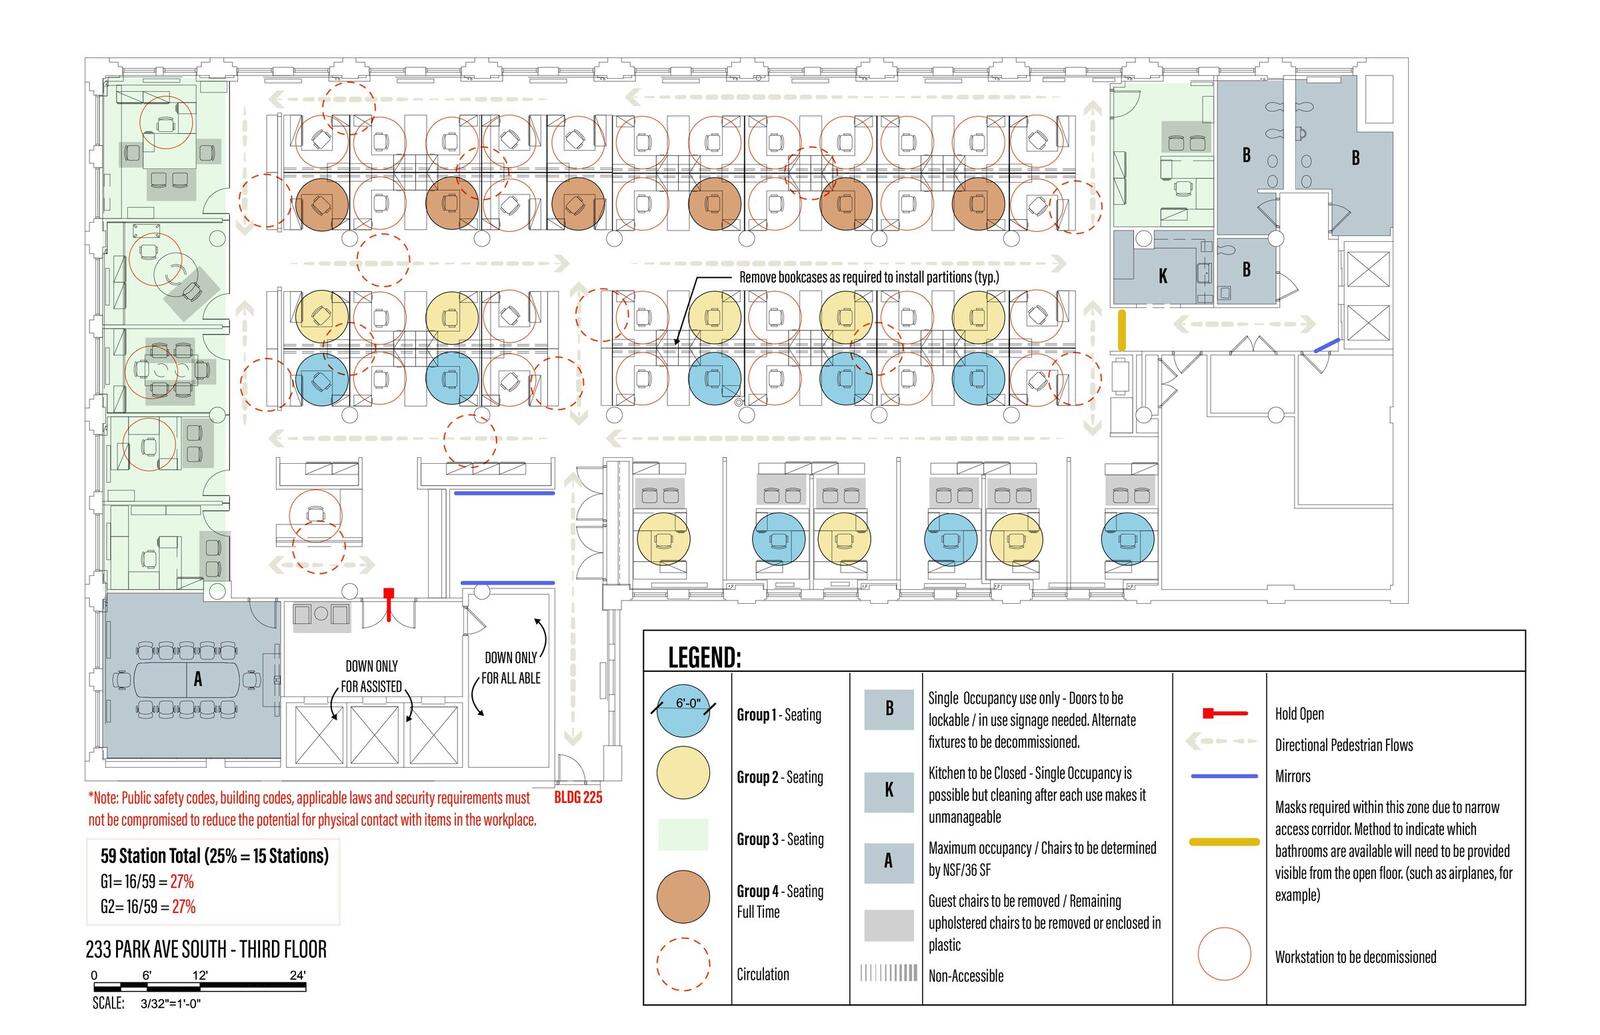 Remove bookcases as required to install partitions (typ.)
B
B
K
B
A
DOWN ONLY
FOR ASSISTED
DOWN ONLY
FOR ALL ABLE
*Note: Public safety codes, building codes, applicable laws and security requirements must
not be compromised to reduce the potential for physical contact with items in the workplace.
BLDG 225
59 Station Total (25% = 15 Stations)
G1= 16/59 = 27%
G2= 16/59 = 27%
233 PARK AVE SOUTH - THIRD FLOOR
0 6' 12' 24'
SCALE: 3/32"=1'-0"
LEGEND:
6'-0"
Group 1 - Seating
Group 2 - Seating
Group 3 - Seating
Group 4 - Seating
Full Time
Circulation
B
Single Occupancy use only - Doors to be
lockable / in use signage needed. Alternate
fixtures to be decommissioned.
K
Kitchen to be Closed - Single Occupancy is
possible but cleaning after each use makes it
unmanageable
A
Maximum occupancy / Chairs to be determined
by NSF/36 SF
Guest chairs to be removed / Remaining
upholstered chairs to be removed or enclosed in
plastic
Non-Accessible
Hold Open
Directional Pedestrian Flows
Mirrors
Masks required within this zone due to narrow
access corridor. Method to indicate which
bathrooms are available will need to be provided
visible from the open floor. (such as airplanes, for
example)
Workstation to be decomissioned